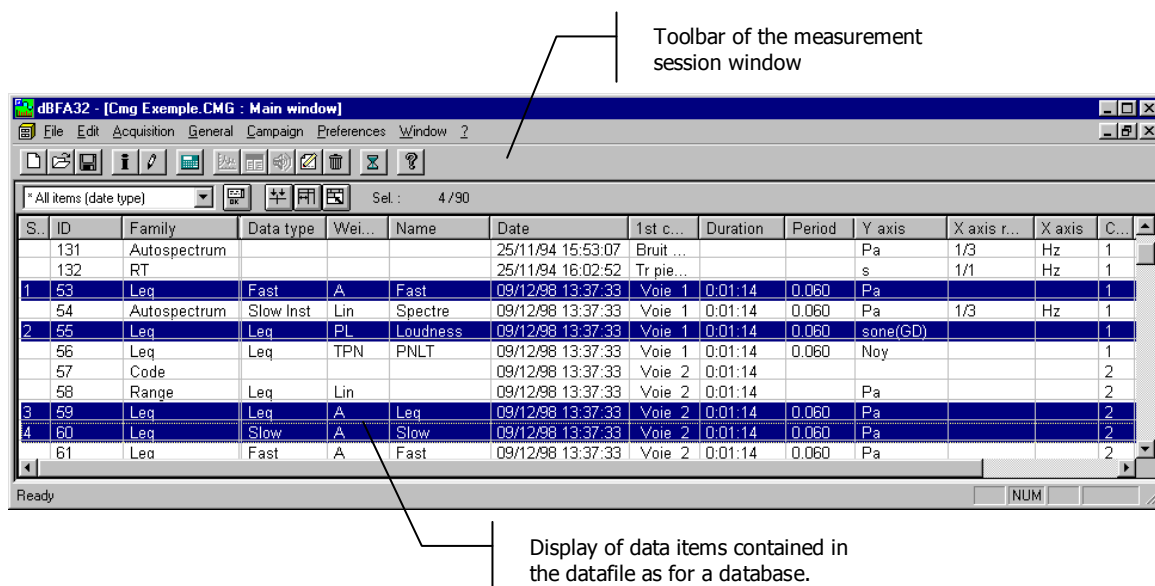 Toolbar of the measurement
session window
dBFA32 - [Cmg Exemple.CMG : Main window]
File Edit Acquisition General Campaign Preferences Window ?
* All items (date type) OK Sel. : 4/90
S.. ID Family Data type Wei... Name Date 1st c... Duration Period Y axis X axis r... X axis C...
131 Autospectrum 25/11/94 15:53:07 Bruit ... Pa 1/3 Hz 1
132 RT 25/11/94 16:02:52 Tr pie... s 1/1 Hz 1
1 53 Leq Fast A Fast 09/12/98 13:37:33 Voie 1 0:01:14 0.060 Pa 1
54 Autospectrum Slow Inst Lin Spectre 09/12/98 13:37:33 Voie 1 0:01:14 0.060 Pa 1/3 Hz 1
2 55 Leq Leq PL Loudness 09/12/98 13:37:33 Voie 1 0:01:14 0.060 sone(GD) 1
56 Leq Leq TPN PNLT 09/12/98 13:37:33 Voie 1 0:01:14 0.060 Noy 1
57 Code 09/12/98 13:37:33 Voie 2 0:01:14 2
58 Range Leq Lin 09/12/98 13:37:33 Voie 2 0:01:14 Pa 2
3 59 Leq Leq A Leq 09/12/98 13:37:33 Voie 2 0:01:14 0.060 Pa 2
4 60 Leq Slow A Slow 09/12/98 13:37:33 Voie 2 0:01:14 0.060 Pa 2
61 Leq Fast A Fast 09/12/98 13:37:33 Voie 2 0:01:14 0.060 Pa 2
Ready NUM
Display of data items contained in
the datafile as for a database.